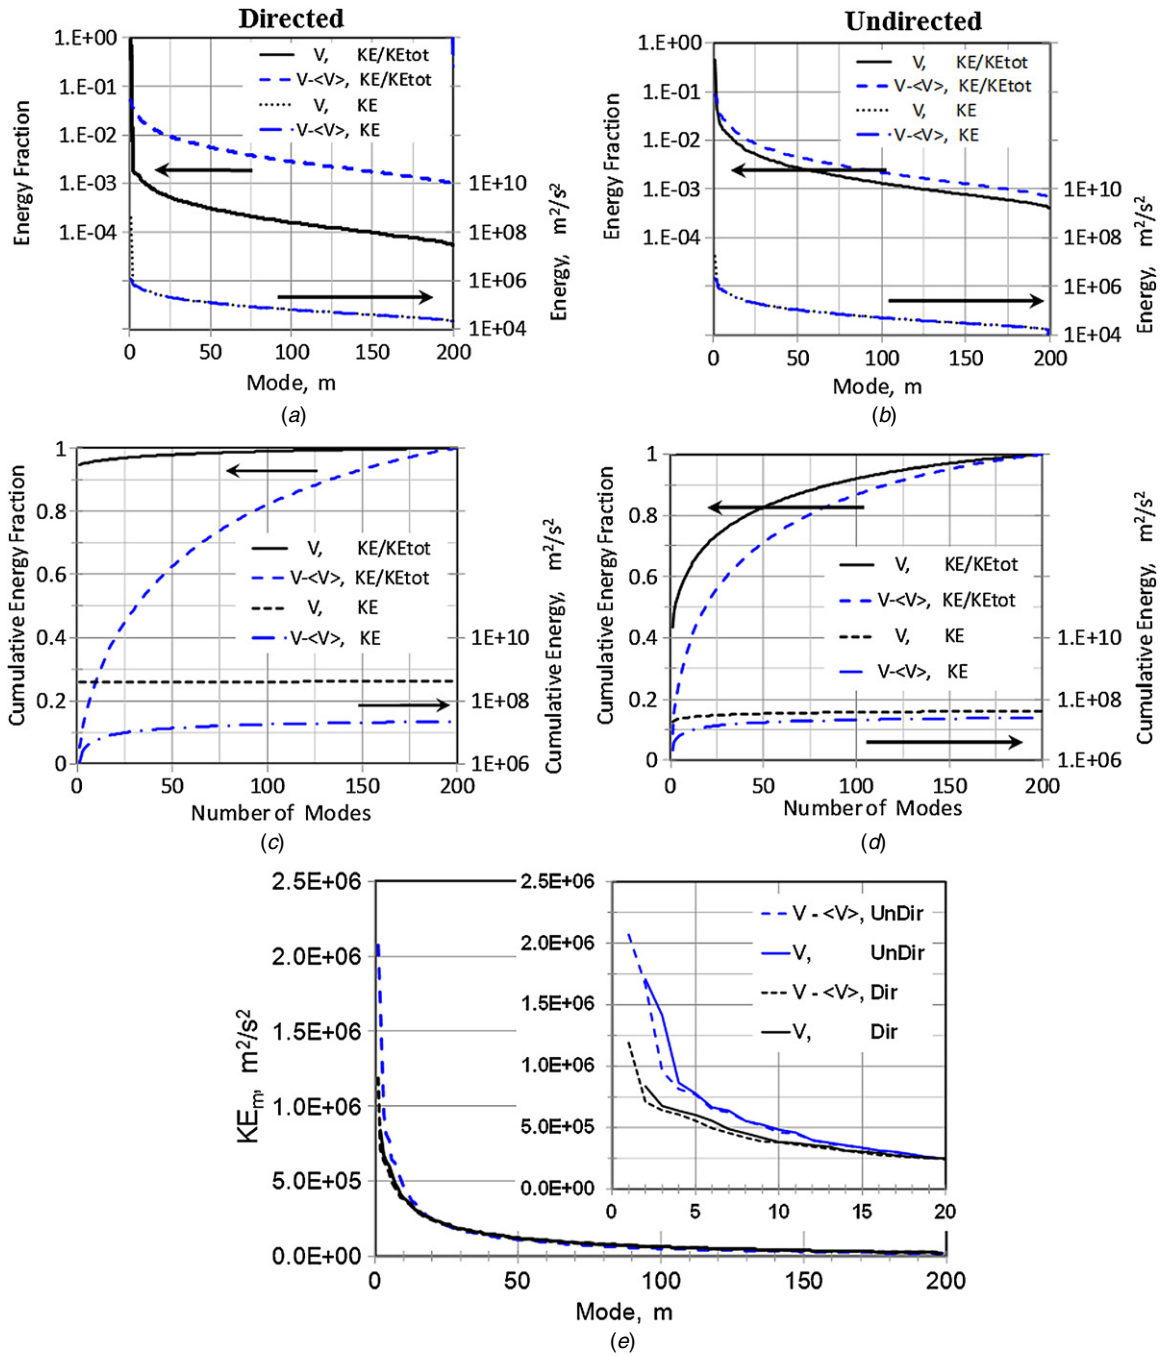 Directed
1.E+00
1.E-01
1.E-02
1.E-03
1.E-04
Energy Fraction
V, KE/KEtot
V-<V>, KE/KEtot
V, KE
V-<V>, KE
1E+10
1E+08
1E+06
1E+04
Energy, m²/s²
0 50 100 150 200
Mode, m
(a)
Undirected
1.E+00
1.E-01
1.E-02
1.E-03
1.E-04
Energy Fraction
V, KE/KEtot
V-<V>, KE/KEtot
V, KE
V-<V>, KE
1E+10
1E+08
1E+06
1E+04
Energy, m²/s²
0 50 100 150 200
Mode, m
(b)
1
0.8
0.6
0.4
0.2
0
Cumulative Energy Fraction
V, KE/KEtot
V-<V>, KE/KEtot
V, KE
V-<V>, KE
1E+10
1E+08
1E+06
Cumulative Energy, m²/s²
0 50 100 150 200
Number of Modes
(c)
1
0.8
0.6
0.4
0.2
0
Cumulative Energy Fraction
V, KE/KEtot
V-<V>, KE/KEtot
V, KE
V-<V>, KE
1E+10
1.E+08
1.E+06
Cumulative Energy, m²/s²
0 50 100 150 200
Number of Modes
(d)
2.5E+06
2.0E+06
1.5E+06
1.0E+06
5.0E+05
0.0E+00
KEm, m²/s²
2.5E+06
2.0E+06
1.5E+06
1.0E+06
5.0E+05
0.0E+00
V - <V>, UnDir
V, UnDir
V - <V>, Dir
V, Dir
0 5 10 15 20
0 50 100 150 200
Mode, m
(e)